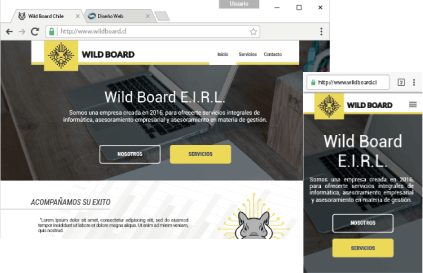 Usuario
Wild Board Chile
Diseño Web
http://www.wildboard.cl
WILD BOARD
Inicio Servicios Contacto
Wild Board E.I.R.L.
Somos una empresa creada en 2016, para ofrecerte servicios integrales de
informática, asesoramiento empresarial y asesoramiento en materia de gestión.
NOSOTROS
SERVICIOS
ACOMPAÑAMOS SU EXITO
"Lorem ipsum dolor sit amet, consectetur adipiscing elit, sed do eiusmod
tempor incididunt ut labore et dolore magna aliqua. Ut enim ad minim veniam,
quis nostrud.
http://www.wildboard.cl
WILD BOARD
Wild Board
E.I.R.L.
Somos una empresa creada en 2016,
para ofrecerte servicios integrales de
informática, asesoramiento empresarial
y asesoramiento en materia de gestión.
NOSOTROS
SERVICIOS